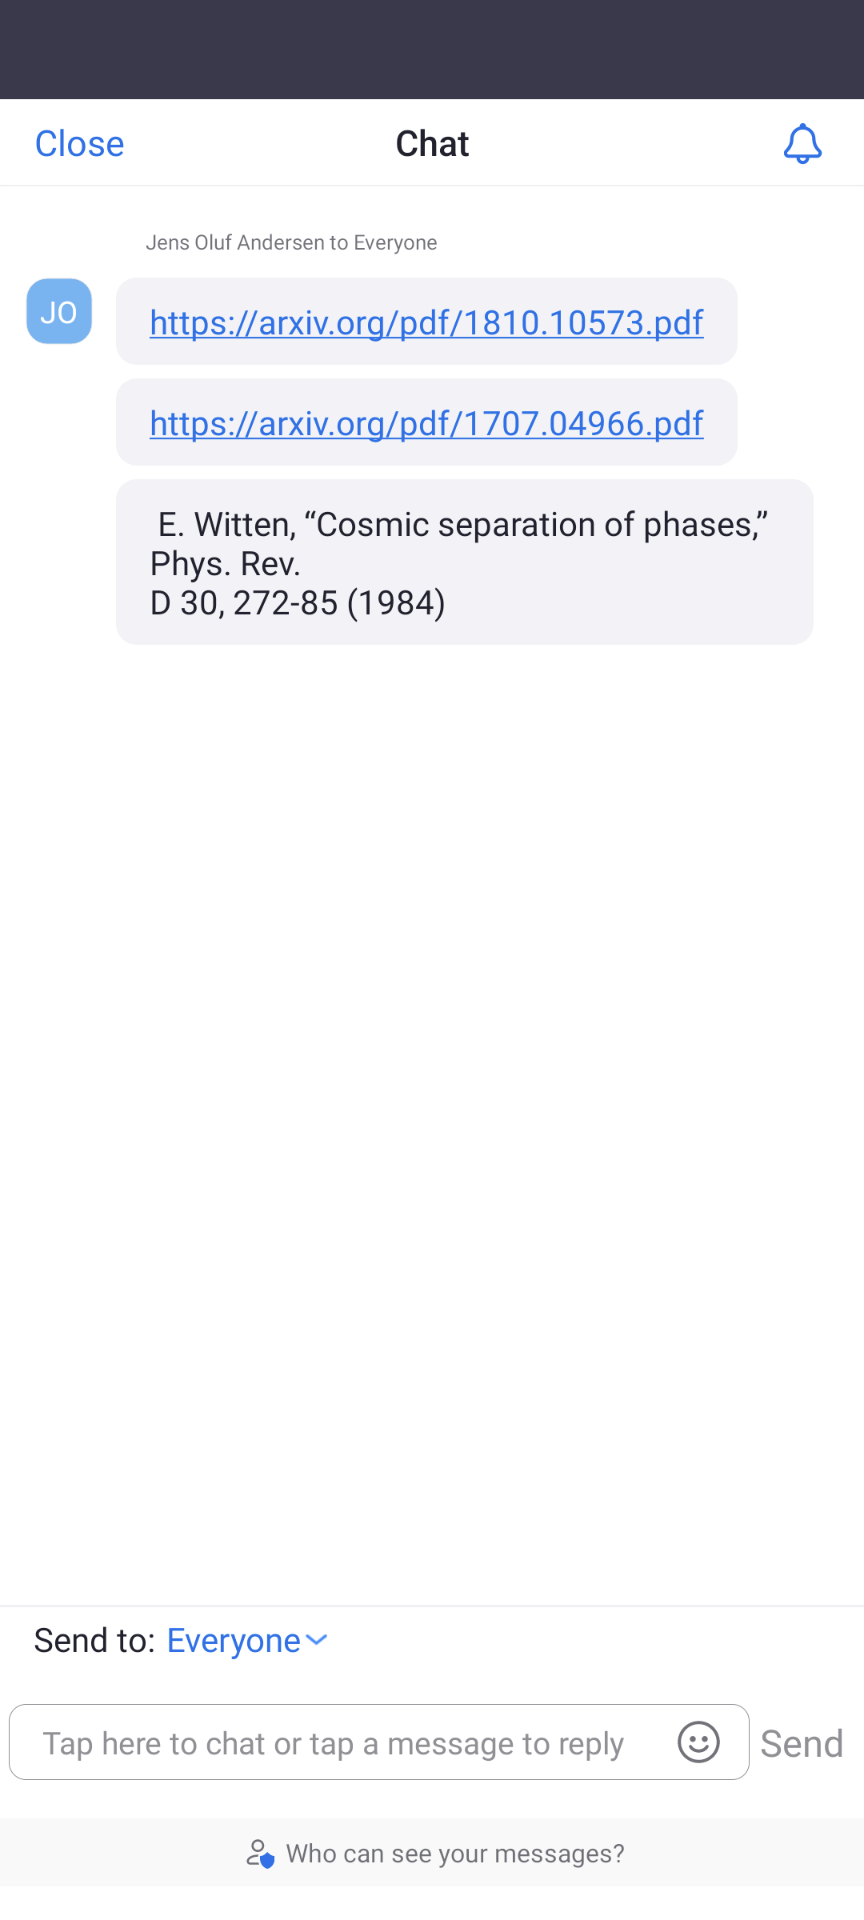 Close
Chat
Jens Oluf Andersen to Everyone
JO
https://arxiv.org/pdf/1810.10573.pdf
https://arxiv.org/pdf/1707.04966.pdf
E. Witten, “Cosmic separation of phases,”
Phys. Rev.
D 30, 272-85 (1984)
Send to: Everyone
Tap here to chat or tap a message to reply
Send
Who can see your messages?